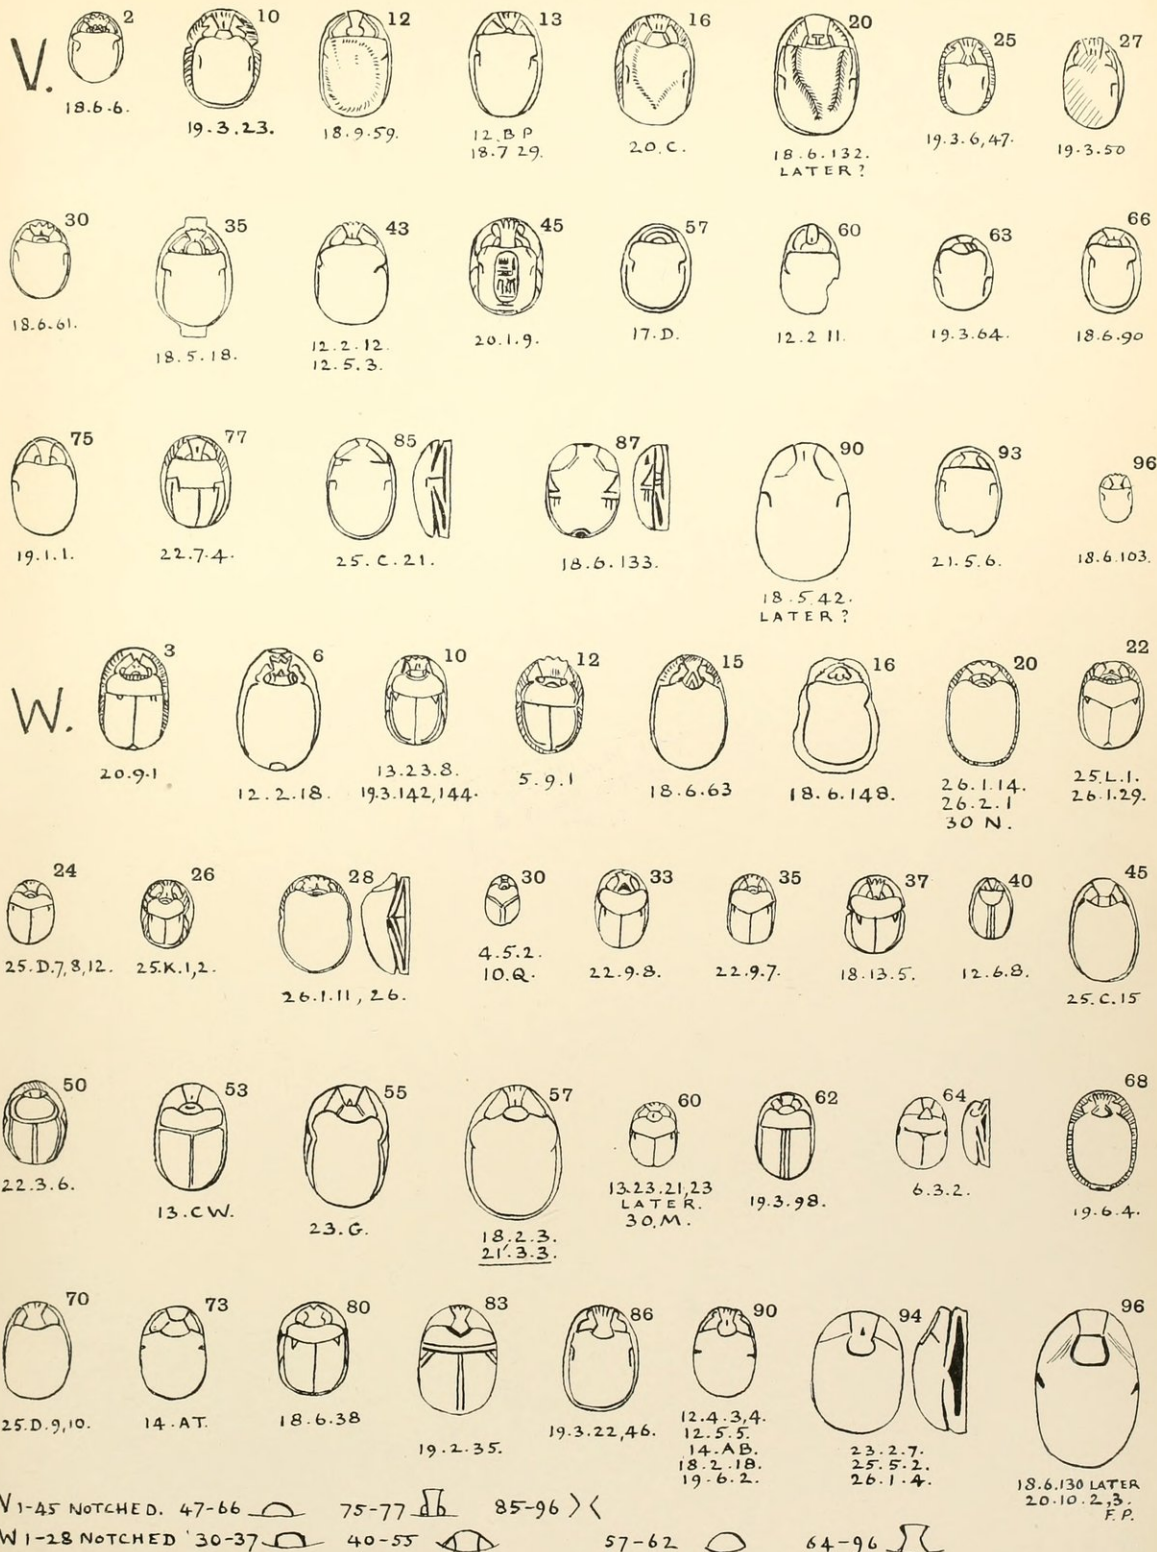 V.
2 10 12 13 16 20 25 27
18.6.6. 19.3.23. 18.9.59. 12.BP 20.C. 18.6.132. 19.3.6,47. 19.3.50
18.7 29. LATER?
30 35 43 45 57 60 63 66
18.6.61. 18.5.18. 12.2.12. 20.1.9. 17.D. 12.2 11. 19.3.64. 18.6.90
12.5.3.
75 77 85 87 90 93 96
19.1.1. 22.7.4. 25.C.21. 18.6.133. 18.5.42. 21.5.6. 18.6.103.
LATER?
W.
3 6 10 12 15 16 20 22
20.9.1 12.2.18. 13.23.8. 5.9.1 18.6.63 18.6.148. 26.1.14. 25.L.1.
19.3.142,144. 26.2.1 26.1.29.
30 N.
24 26 28 30 33 35 37 40 45
25.D.7,8,12. 25.K.1,2. 26.1.11,26. 4.5.2. 22.9.8. 22.9.7. 18.13.5. 12.6.8. 25.C.15
10.Q.
50 53 55 57 60 62 64 68
22.3.6. 13.CW. 23.G. 18.2.3. 13.23.21,23 19.3.98. 6.3.2. 19.6.4.
21.3.3. LATER.
30.M.
70 73 80 83 86 90 94 96
25.D.9,10. 14.AT. 18.6.38 19.2.35. 19.3.22,46. 12.4.3,4. 23.2.7. 18.6.130 LATER
12.5.5. 25.5.2. 20.10.2,3.
14.AB. 26.1.4. F.P.
18.2.18.
19.6.2.
V 1-45 NOTCHED. 47-66 75-77 85-96
W 1-28 NOTCHED 30-37 40-55 57-62 64-96